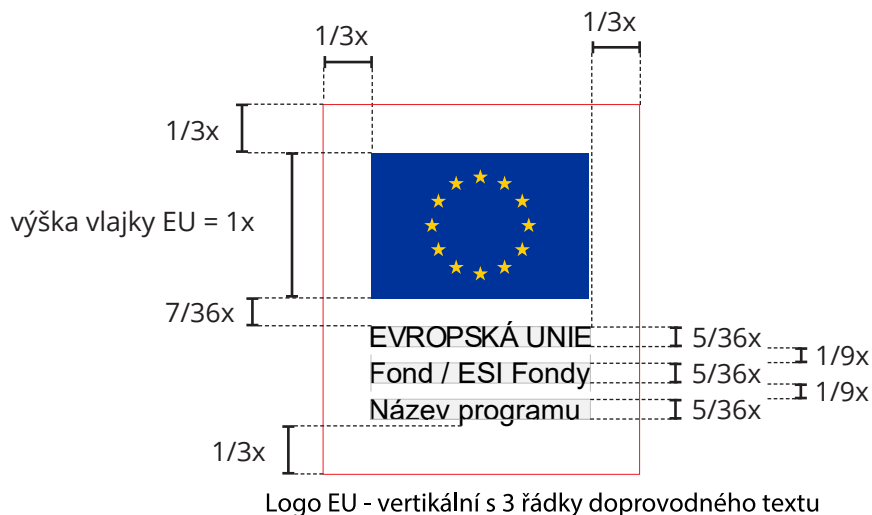 1/3x
1/3x
1/3x
výška vlajky EU = 1x
7/36x
EVROPSKÁ UNIE
5/36x
1/9x
Fond / ESI Fondy
5/36x
1/9x
Název programu
5/36x
1/3x
Logo EU - vertikální s 3 řádky doprovodného textu